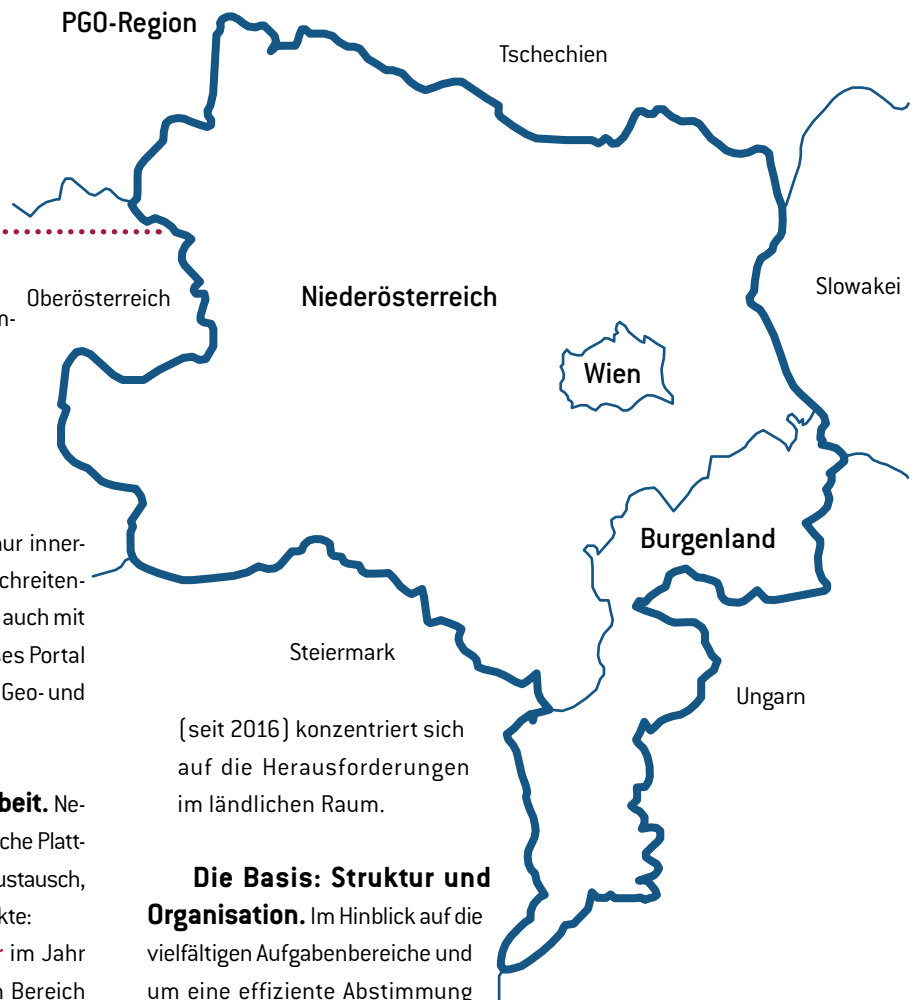 PGO-Region
Tschechien
Oberösterreich
Niederösterreich
Slowakei
n-
Wien
Burgenland
Steiermark
Ungarn
ur inner-
chreiten-
auch mit
es Portal
Geo- und
beit. Ne-
che Platt-
ustausch,
kte:
r im Jahr
n Bereich
(seit 2016) konzentriert sich
auf die Herausforderungen
im ländlichen Raum.
Die Basis: Struktur und
Organisation. Im Hinblick auf die
vielfältigen Aufgabenbereiche und
um eine effiziente Abstimmung